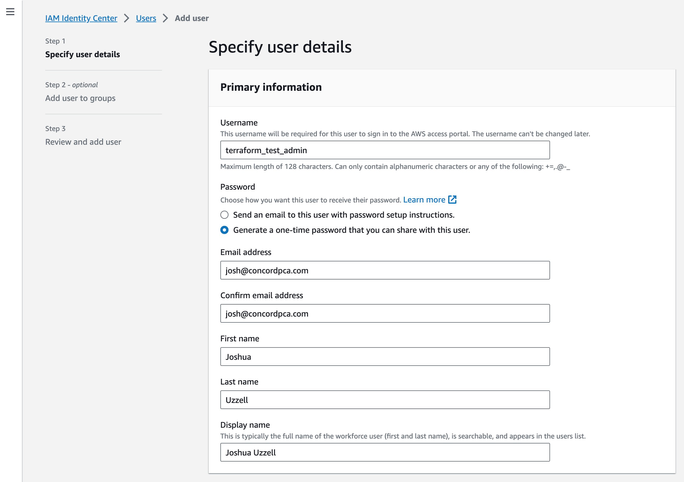 IAM Identity Center > Users > Add user
Step 1
Specify user details
Step 2 - optional
Add user to groups
Step 3
Review and add user
Specify user details
Primary information
Username
This username will be required for this user to sign in to the AWS access portal. The username can't be changed later.
terraform_test_admin
Maximum length of 128 characters. Can only contain alphanumeric characters or any of the following: +=,.@-_
Password
Choose how you want this user to receive their password. Learn more
Send an email to this user with password setup instructions.
Generate a one-time password that you can share with this user.
Email address
josh@concordpca.com
Confirm email address
josh@concordpca.com
First name
Joshua
Last name
Uzzell
Display name
This is typically the full name of the workforce user (first and last name), is searchable, and appears in the users list.
Joshua Uzzell